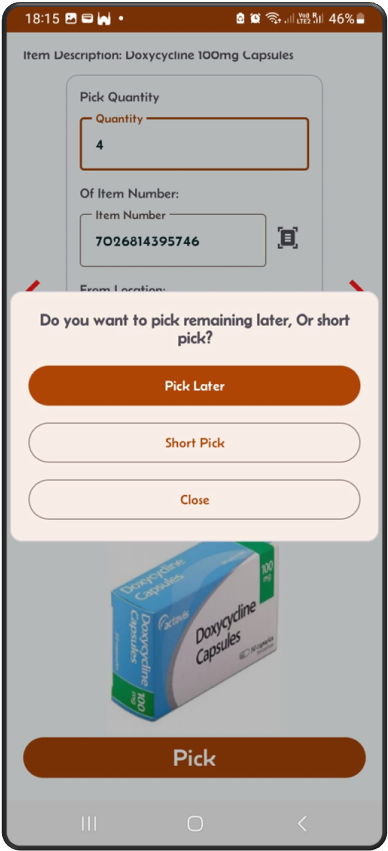 18:15
46%
Item Description: Doxycycline 100mg Capsules
Pick Quantity
Quantity
4
Of Item Number:
Item Number
7026814395746
From Location:
Do you want to pick remaining later, Or short
pick?
Pick Later
Short Pick
Close
Doxycycline
Capsules
100
mg
actavis
Doxycycline
Capsules
Doxycycline
Capsules
100
mg
Pick